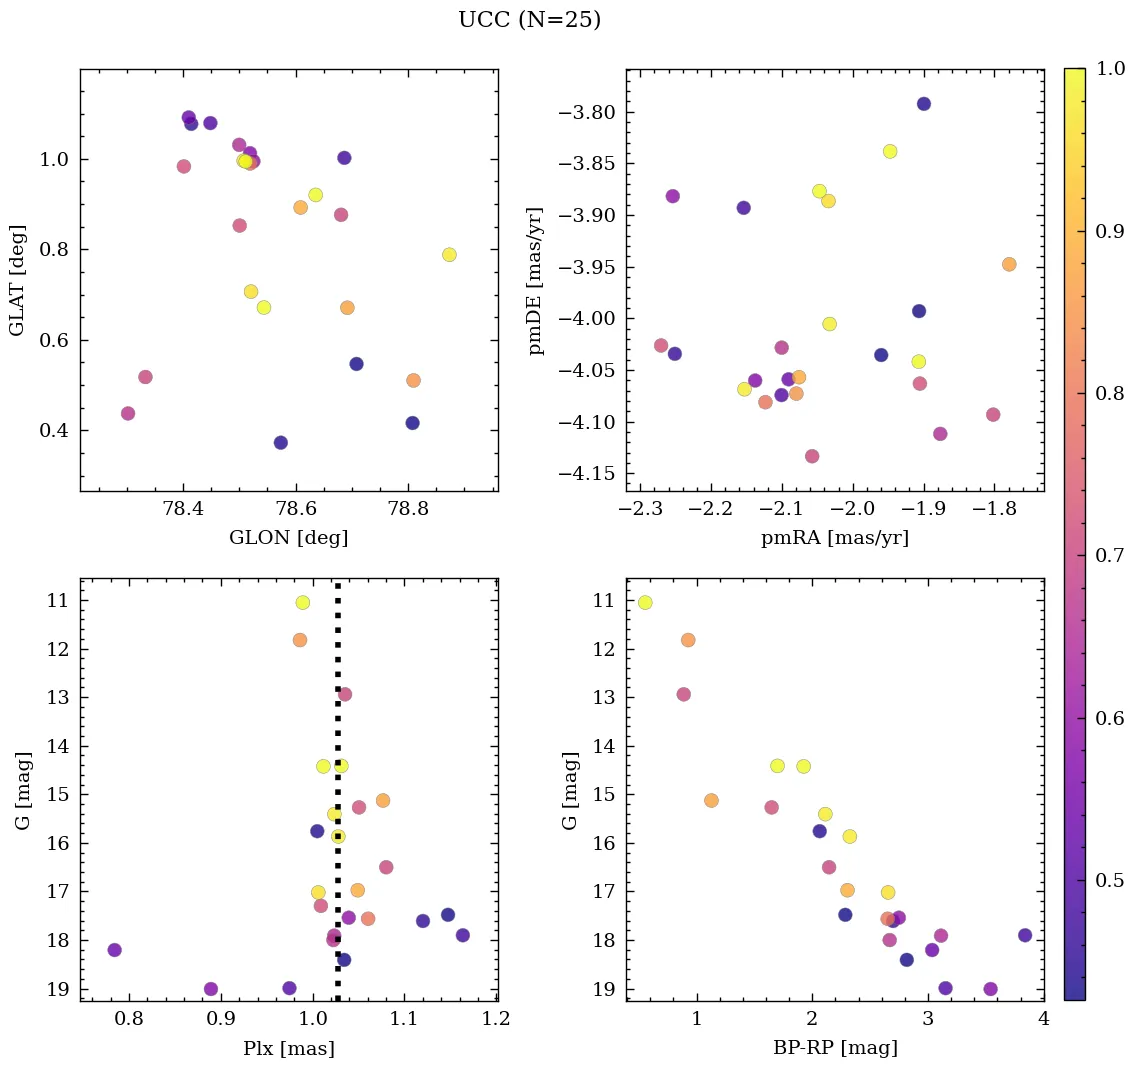 UCC (N=25)
1.0
0.8
0.6
0.4
GLAT [deg]
78.4 78.6 78.8
GLON [deg]
−3.80
−3.85
−3.90
−3.95
−4.00
−4.05
−4.10
−4.15
pmDE [mas/yr]
−2.3 −2.2 −2.1 −2.0 −1.9 −1.8
pmRA [mas/yr]
1.0
0.9
0.8
0.7
0.6
0.5
11
12
13
14
15
16
17
18
19
G [mag]
0.8 0.9 1.0 1.1 1.2
Plx [mas]
11
12
13
14
15
16
17
18
19
G [mag]
1 2 3 4
BP-RP [mag]